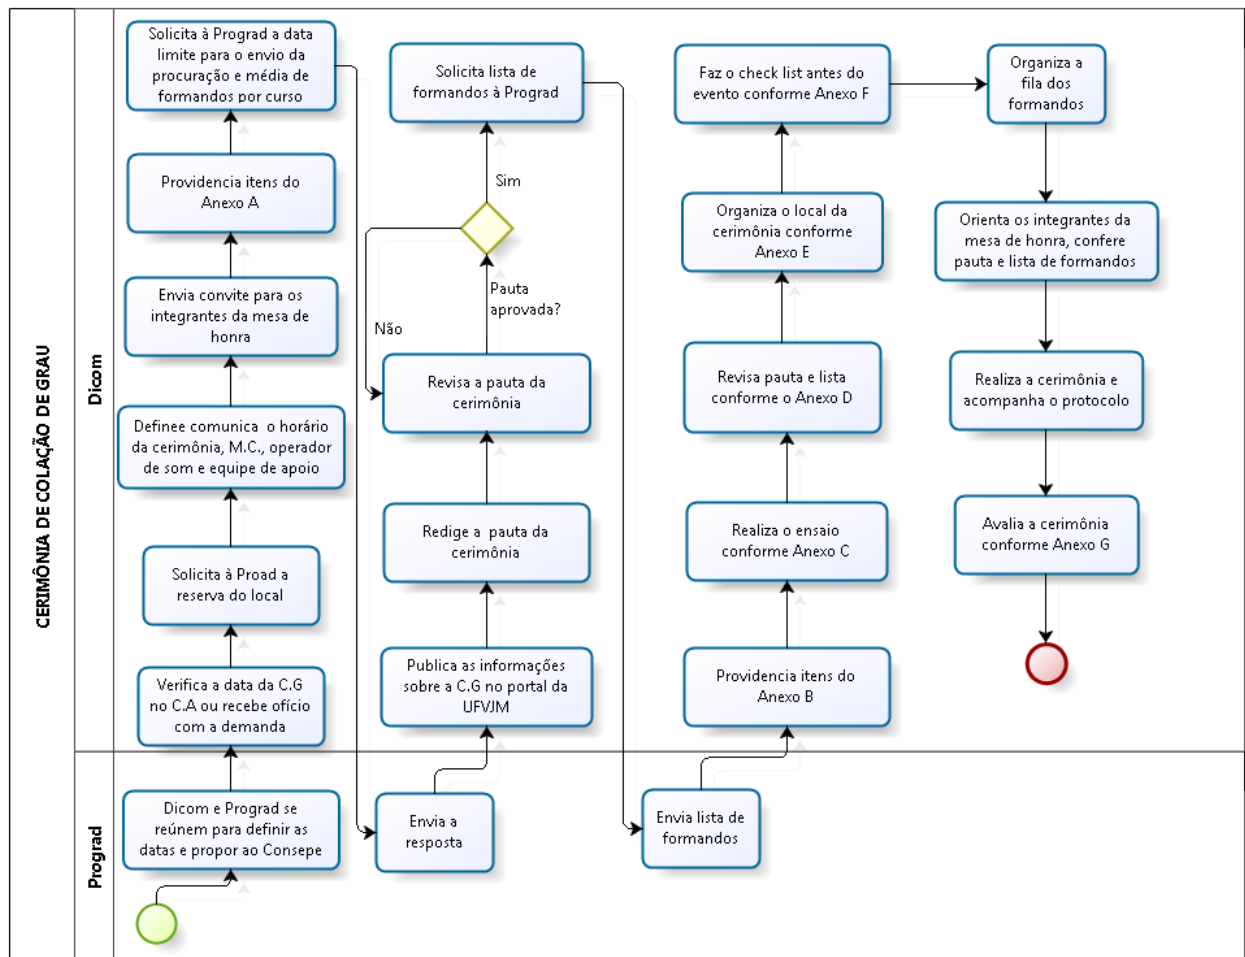 CERIMÔNIA DE COLAÇÃO DE GRAU
Dicom
Prograd
Dicom e Prograd se
reúnem para definir as
datas e propor ao Consepe
Verifica a data da C.G
no C.A ou recebe ofício
com a demanda
Solicita à Proad a
reserva do local
Definee comunica o horário
da cerimônia, M.C., operador
de som e equipe de apoio
Envia convite para os
integrantes da mesa de
honra
Providencia itens do
Anexo A
Solicita à Prograd a data
limite para o envio da
procuração e média de
formandos por curso
Envia a
resposta
Publica as informações
sobre a C.G no portal da
UFVJM
Redige a pauta da
cerimônia
Revisa a pauta da
cerimônia
Pauta
aprovada?
Não
Sim
Solicita lista de
formandos à Prograd
Envia lista de
formandos
Providencia itens do
Anexo B
Realiza o ensaio
conforme Anexo C
Revisa pauta e lista
conforme o Anexo D
Organiza o local da
cerimônia conforme
Anexo E
Faz o check list antes do
evento conforme Anexo F
Organiza a
fila dos
formandos
Orienta os integrantes da
mesa de honra, confere
pauta e lista de formandos
Realiza a cerimônia e
acompanha o protocolo
Avalia a cerimônia
conforme Anexo G